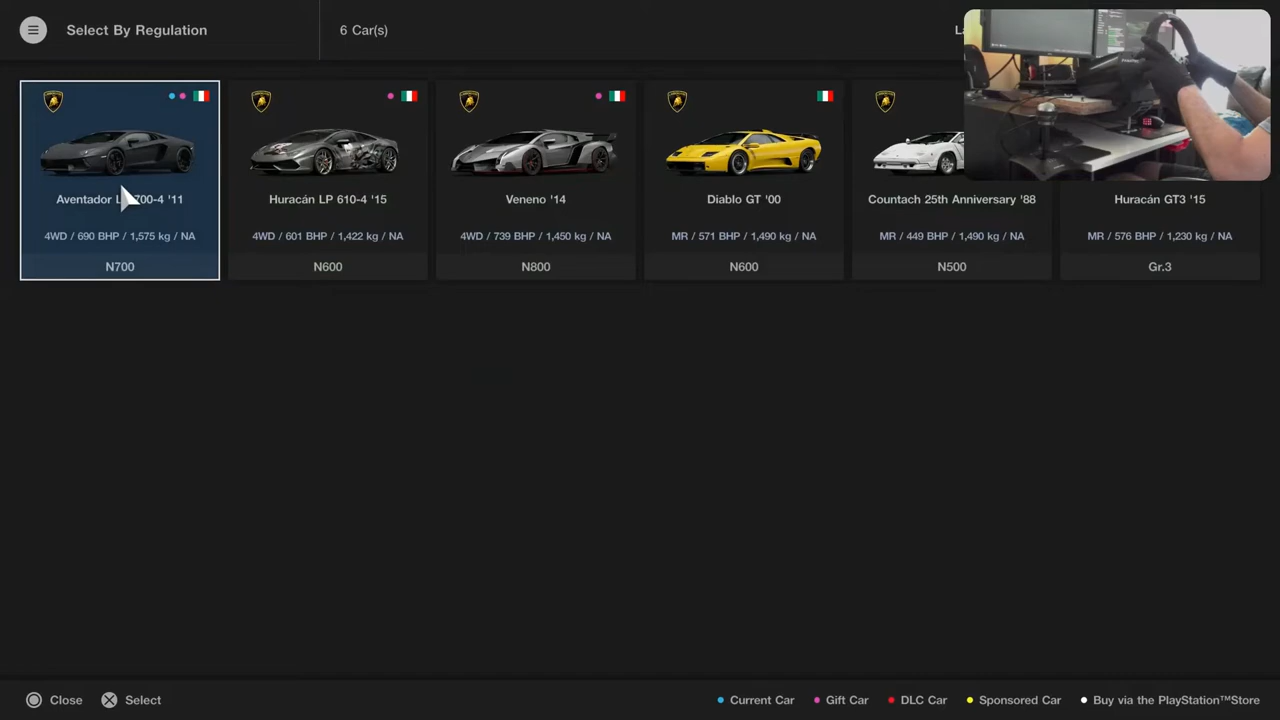 Select By Regulation
6 Car(s)
La
Aventador L 700-4 '11
4WD / 690 BHP / 1,575 kg / NA
N700
Huracán LP 610-4 '15
4WD / 601 BHP / 1,422 kg / NA
N600
Veneno '14
4WD / 739 BHP / 1,450 kg / NA
N800
Diablo GT '00
MR / 571 BHP / 1,490 kg / NA
N600
Countach 25th Anniversary '88
MR / 449 BHP / 1,490 kg / NA
N500
Huracán GT3 '15
MR / 576 BHP / 1,230 kg / NA
Gr.3
Close
Select
Current Car
Gift Car
DLC Car
Sponsored Car
Buy via the PlayStation™Store